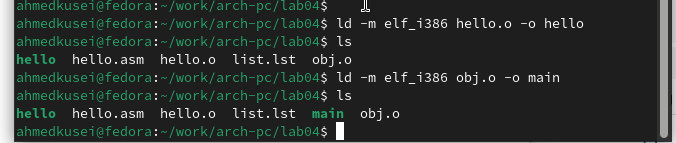 ahmedkusei@fedora:~/work/arch-pc/lab04$
ahmedkusei@fedora:~/work/arch-pc/lab04$ ld -m elf_i386 hello.o -o hello
ahmedkusei@fedora:~/work/arch-pc/lab04$ ls
hello  hello.asm  hello.o  list.lst  obj.o
ahmedkusei@fedora:~/work/arch-pc/lab04$ ld -m elf_i386 obj.o -o main
ahmedkusei@fedora:~/work/arch-pc/lab04$ ls
hello  hello.asm  hello.o  list.lst  main  obj.o
ahmedkusei@fedora:~/work/arch-pc/lab04$